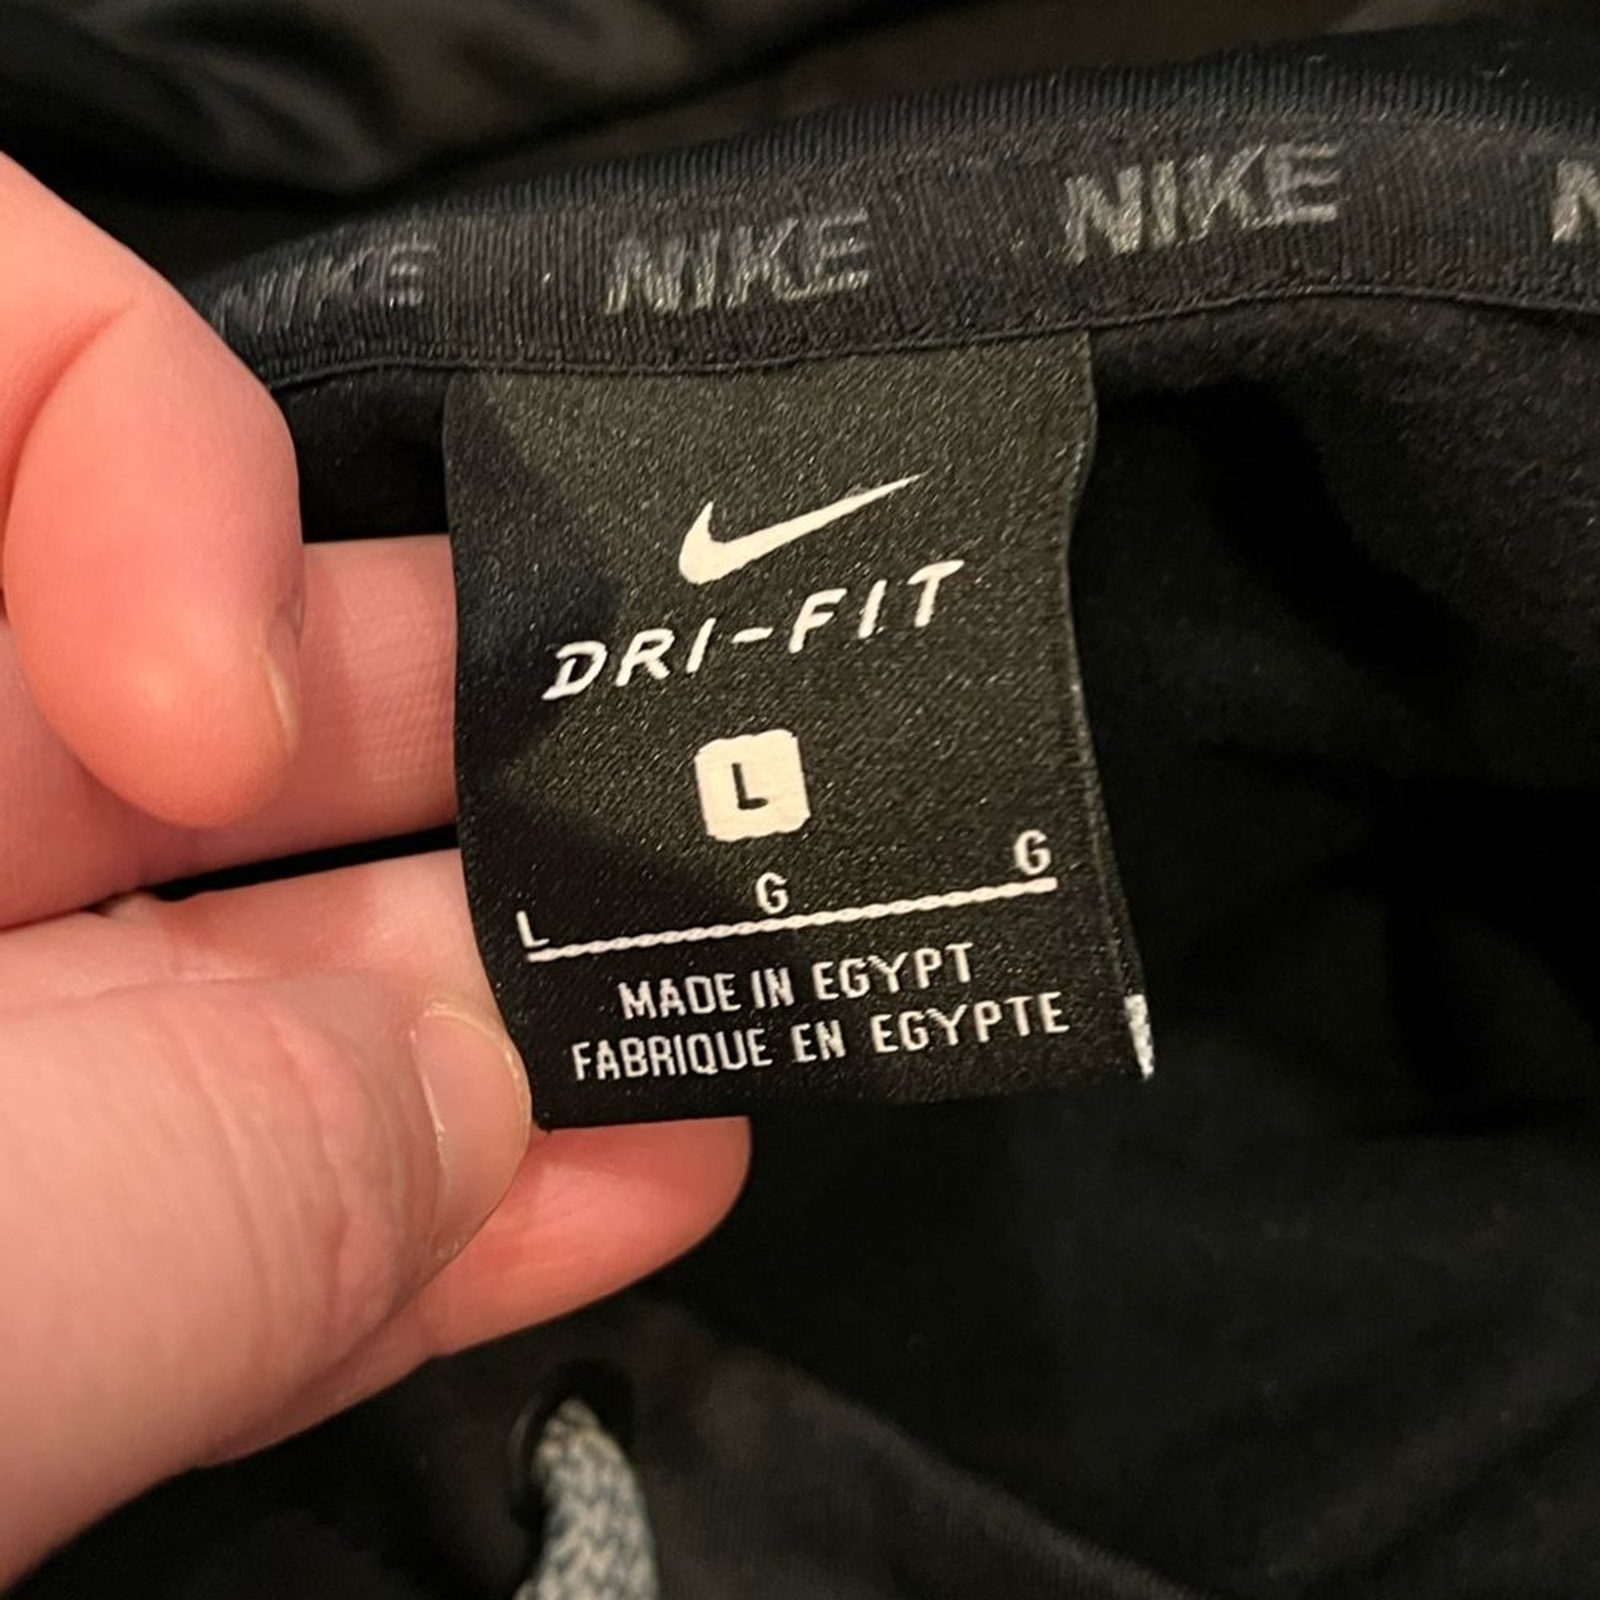 NIKE NIKE NIKE N
DRI-FIT
L
L G G
MADE IN EGYPT
FABRIQUE EN EGYPTE